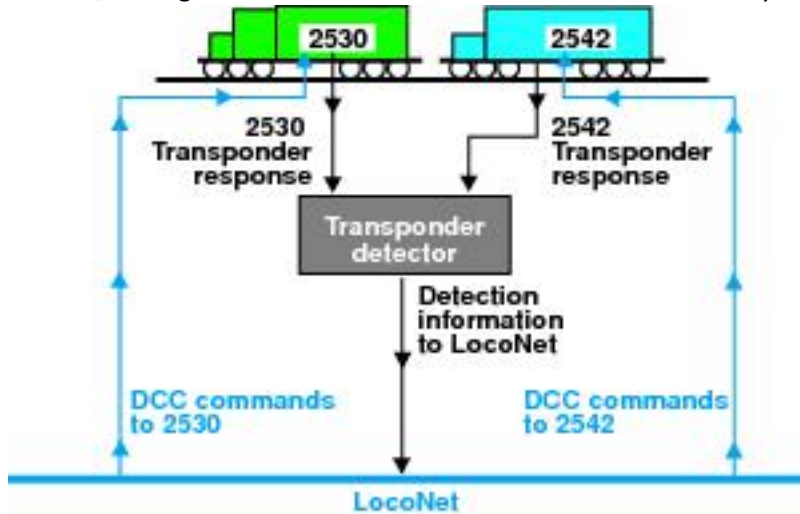 2530
2542
2530
Transponder
response
2542
Transponder
response
Transponder
detector
Detection
information
to LocoNet
DCC commands
to 2530
DCC commands
to 2542
LocoNet